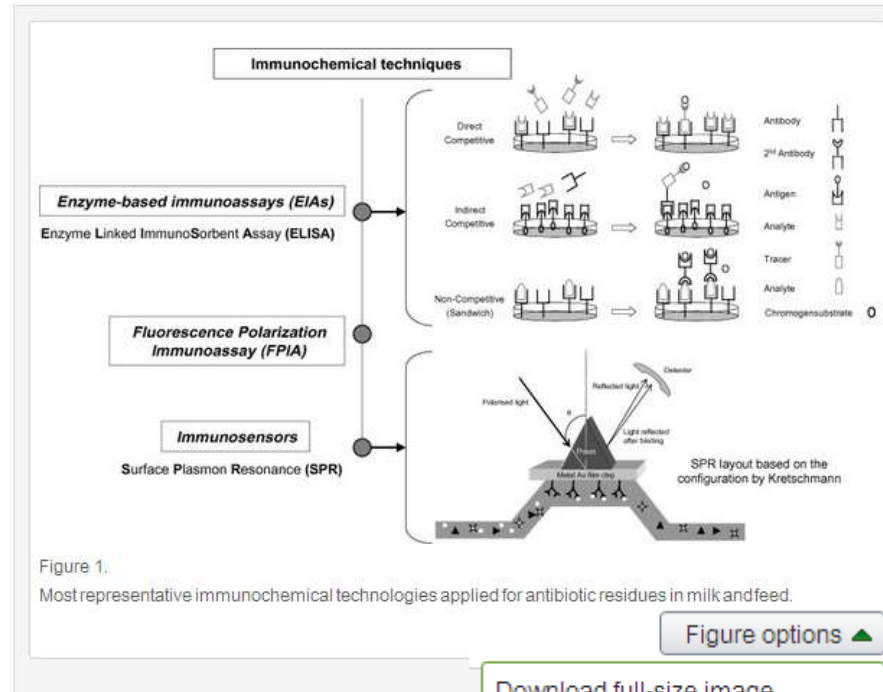 Immunochemical techniques
Direct
Competitive
Antibody
2nd Antibody
Enzyme-based immunoassays (EIAs)
Enzyme Linked ImmunoSorbent Assay (ELISA)
Indirect
Competitive
Antigen
Analyte
Tracer
Non-Competitive
(Sandwich)
Analyte
Chromogensubstrate
Fluorescence Polarization
Immunoassay (FPIA)
Detector
Reflected light
Polarised light
θ
Light reflected
after binding
Immunosensors
Surface Plasmon Resonance (SPR)
Prism
Metal Au film chip
SPR layout based on the
configuration by Kretschmann
Figure 1.
Most representative immunochemical technologies applied for antibiotic residues in milk andfeed.
Figure options
Download full-size image